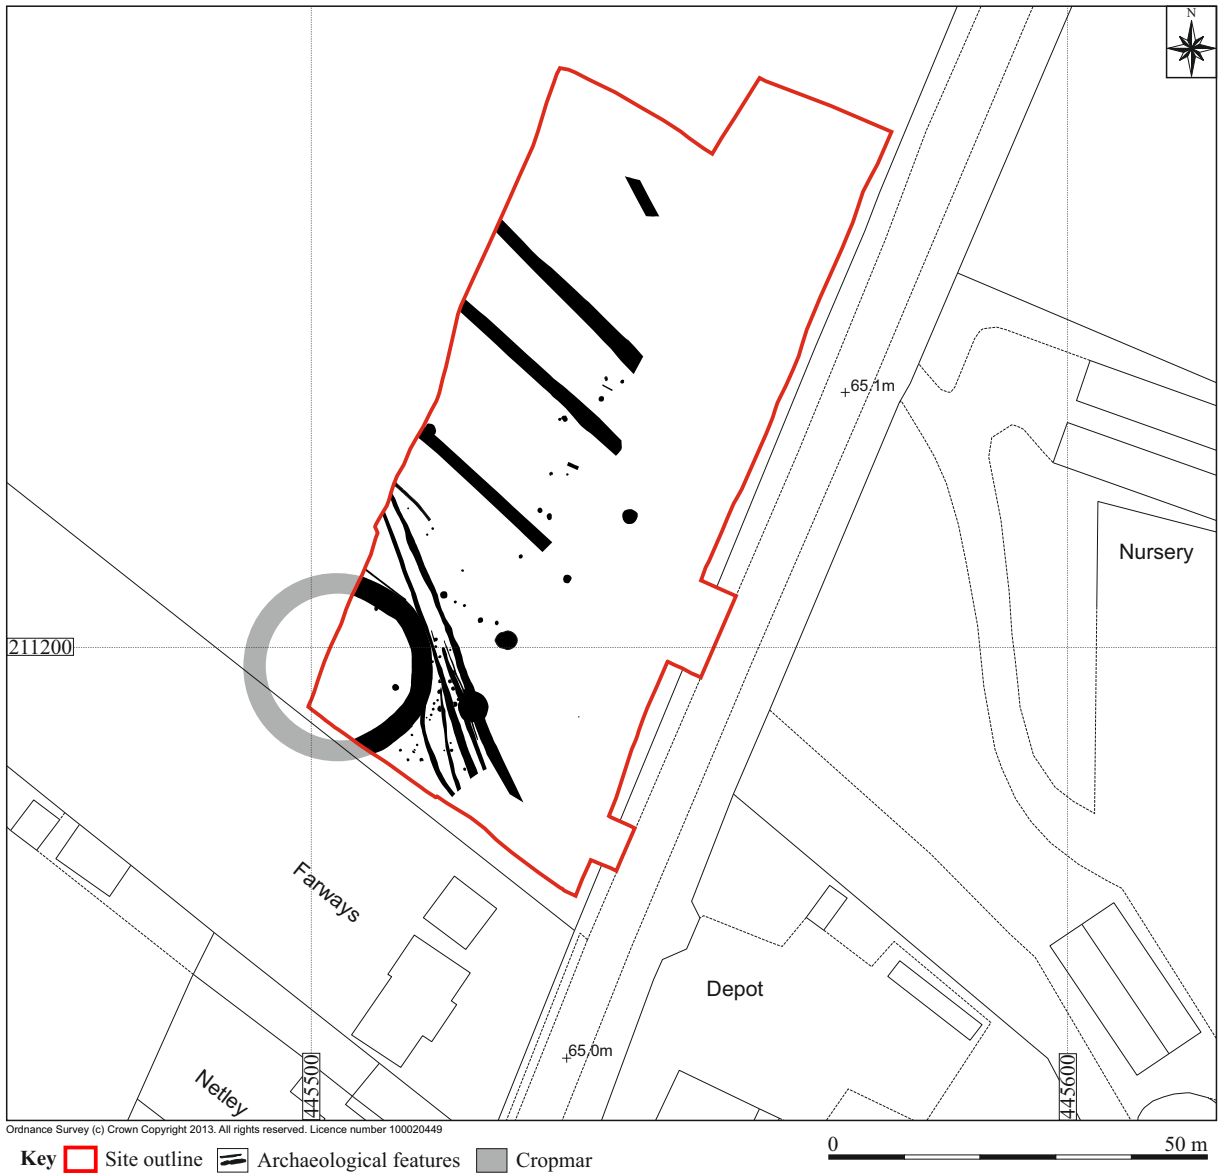 N
65.1m
Nursery
211200
Farways
Depot
65.0m
Netley
445500
445600
Ordnance Survey (c) Crown Copyright 2013. All rights reserved. Licence number 100020449
Key Site outline Archaeological features Cropmar
0 50 m